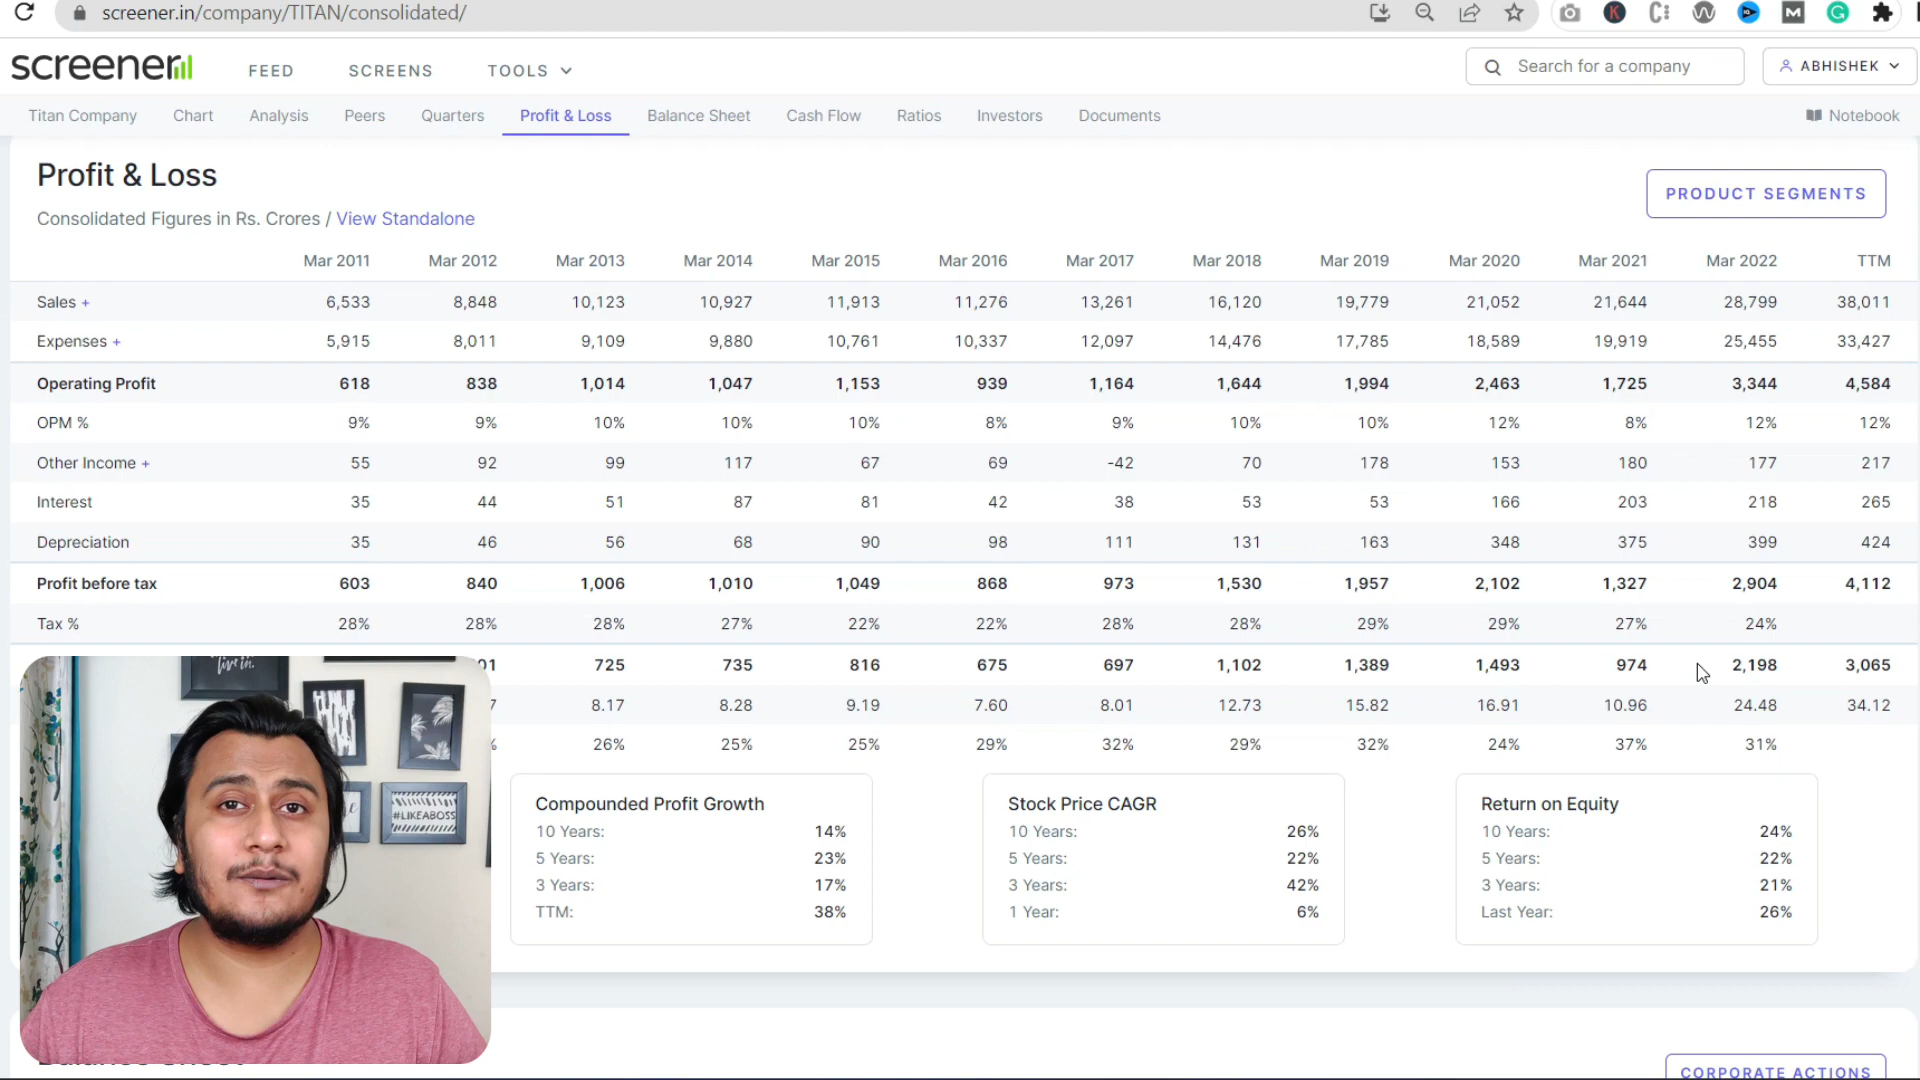 screener.in/company/TITAN/consolidated/
screener FEED SCREENS TOOLS Search for a company ABHISHEK
Titan Company Chart Analysis Peers Quarters Profit & Loss Balance Sheet Cash Flow Ratios Investors Documents Notebook
Profit & Loss
PRODUCT SEGMENTS
Consolidated Figures in Rs. Crores / View Standalone
Mar 2011 Mar 2012 Mar 2013 Mar 2014 Mar 2015 Mar 2016 Mar 2017 Mar 2018 Mar 2019 Mar 2020 Mar 2021 Mar 2022 TTM
Sales + 6,533 8,848 10,123 10,927 11,913 11,276 13,261 16,120 19,779 21,052 21,644 28,799 38,011
Expenses + 5,915 8,011 9,109 9,880 10,761 10,337 12,097 14,476 17,785 18,589 19,919 25,455 33,427
Operating Profit 618 838 1,014 1,047 1,153 939 1,164 1,644 1,994 2,463 1,725 3,344 4,584
OPM % 9% 9% 10% 10% 10% 8% 9% 10% 10% 12% 8% 12% 12%
Other Income + 55 92 99 117 67 69 -42 70 178 153 180 177 217
Interest 35 44 51 87 81 42 38 53 53 166 203 218 265
Depreciation 35 46 56 68 90 98 111 131 163 348 375 399 424
Profit before tax 603 840 1,006 1,010 1,049 868 973 1,530 1,957 2,102 1,327 2,904 4,112
Tax % 28% 28% 28% 27% 22% 22% 28% 28% 29% 29% 27% 24%
01 725 735 816 675 697 1,102 1,389 1,493 974 2,198 3,065
7 8.17 8.28 9.19 7.60 8.01 12.73 15.82 16.91 10.96 24.48 34.12
% 26% 25% 25% 29% 32% 29% 32% 24% 37% 31%
live in.
#LIKEABOSS
Compounded Profit Growth
10 Years: 14%
5 Years: 23%
3 Years: 17%
TTM: 38%
Stock Price CAGR
10 Years: 26%
5 Years: 22%
3 Years: 42%
1 Year: 6%
Return on Equity
10 Years: 24%
5 Years: 22%
3 Years: 21%
Last Year: 26%
CORPORATE ACTIONS